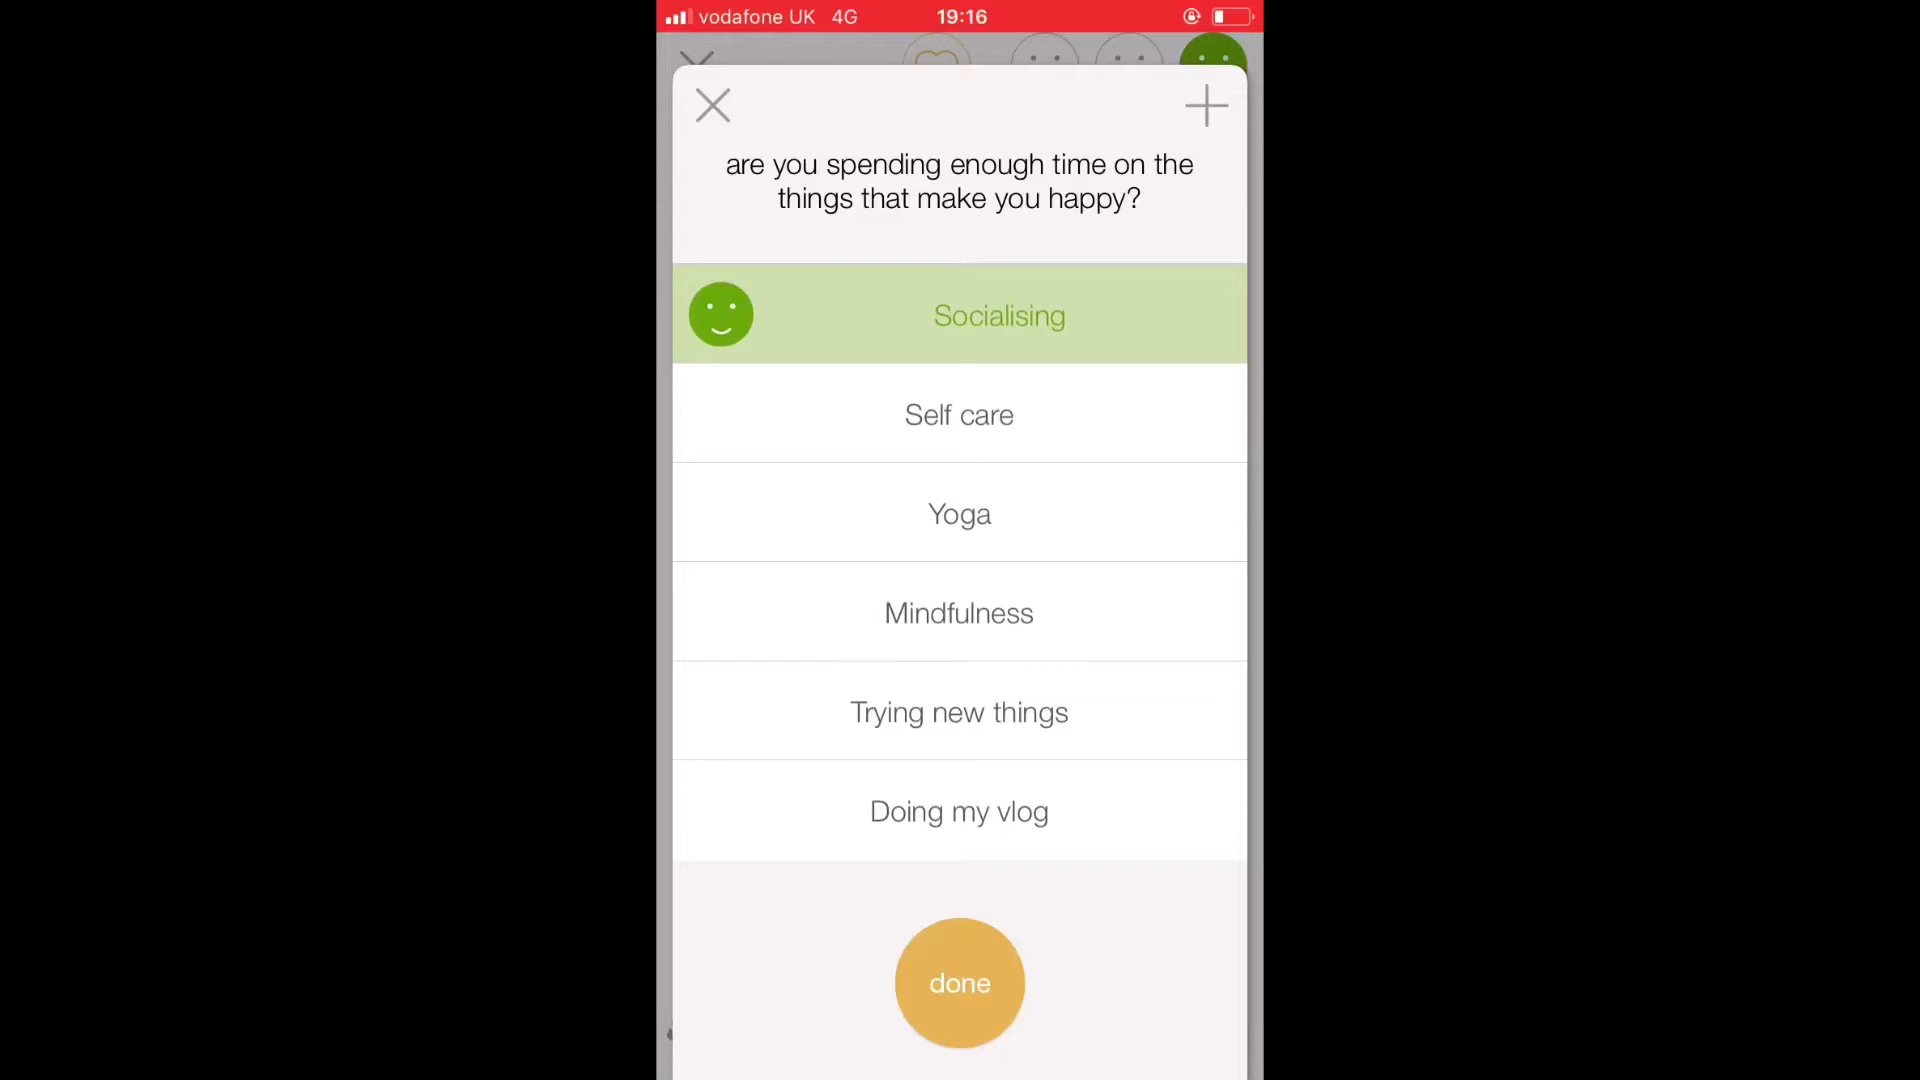 vodafone UK 4G 19:16
are you spending enough time on the
things that make you happy?
Socialising
Self care
Yoga
Mindfulness
Trying new things
Doing my vlog
done